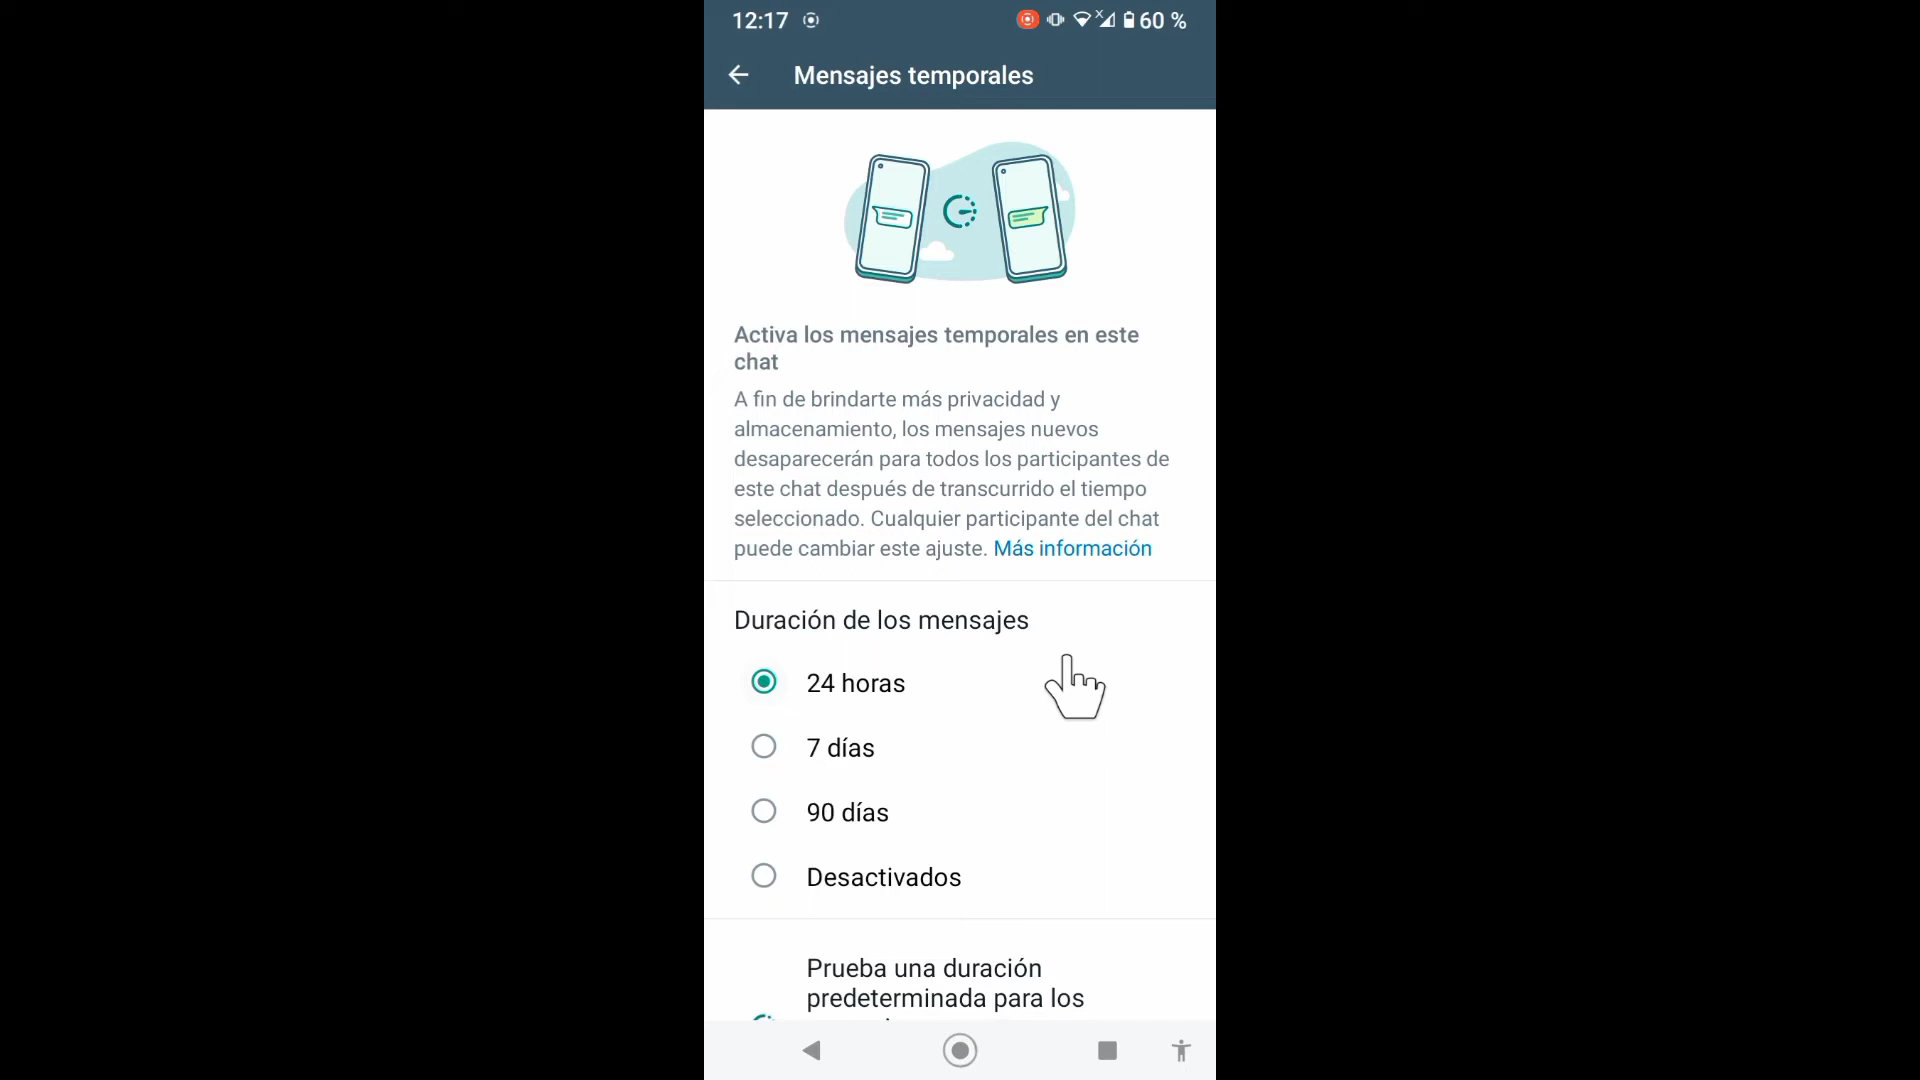 12:17 60 %
Mensajes temporales
Activa los mensajes temporales en este
chat
A fin de brindarte más privacidad y
almacenamiento, los mensajes nuevos
desaparecerán para todos los participantes de
este chat después de transcurrido el tiempo
seleccionado. Cualquier participante del chat
puede cambiar este ajuste. Más información
Duración de los mensajes
24 horas
7 días
90 días
Desactivados
Prueba una duración
predeterminada para los